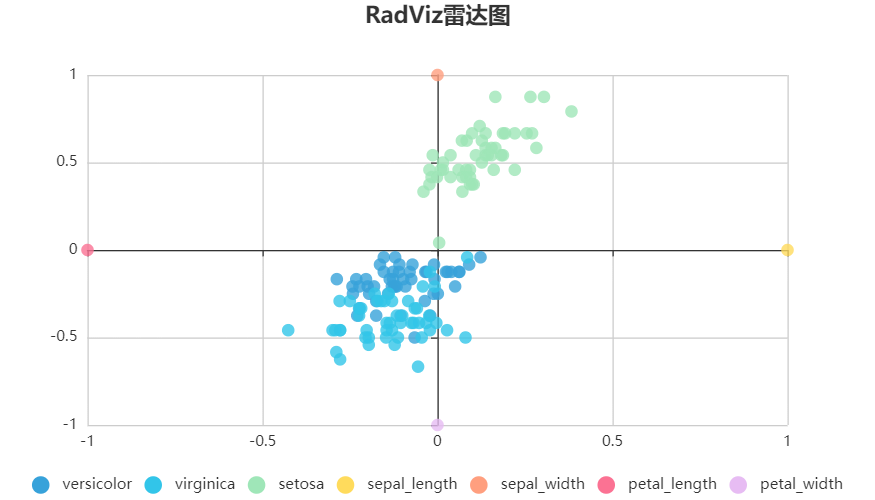 RadViz雷达图
1
0.5
0
-0.5
-1
-1 -0.5 0 0.5 1
versicolor virginica setosa sepal_length sepal_width petal_length petal_width